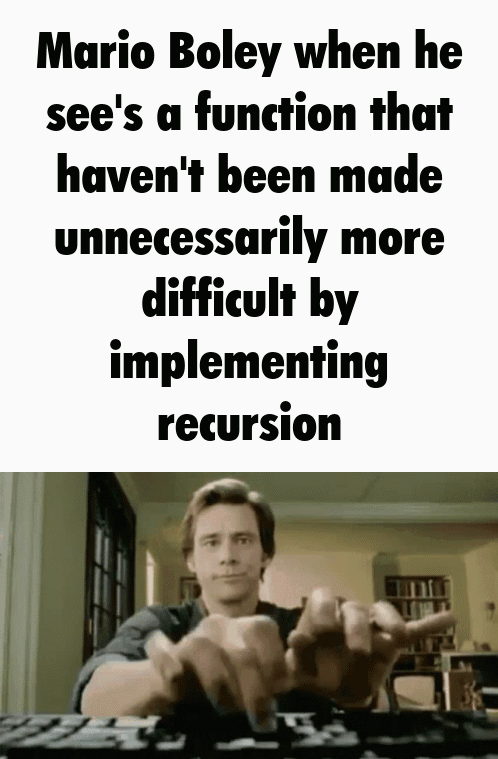 Mario Boley when he
see's a function that
haven't been made
unnecessarily more
difficult by
implementing
recursion